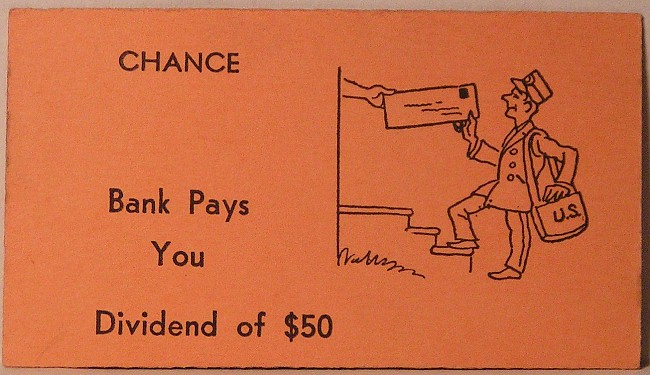 CHANCE
Bank Pays
You
Dividend of $50
U.S.